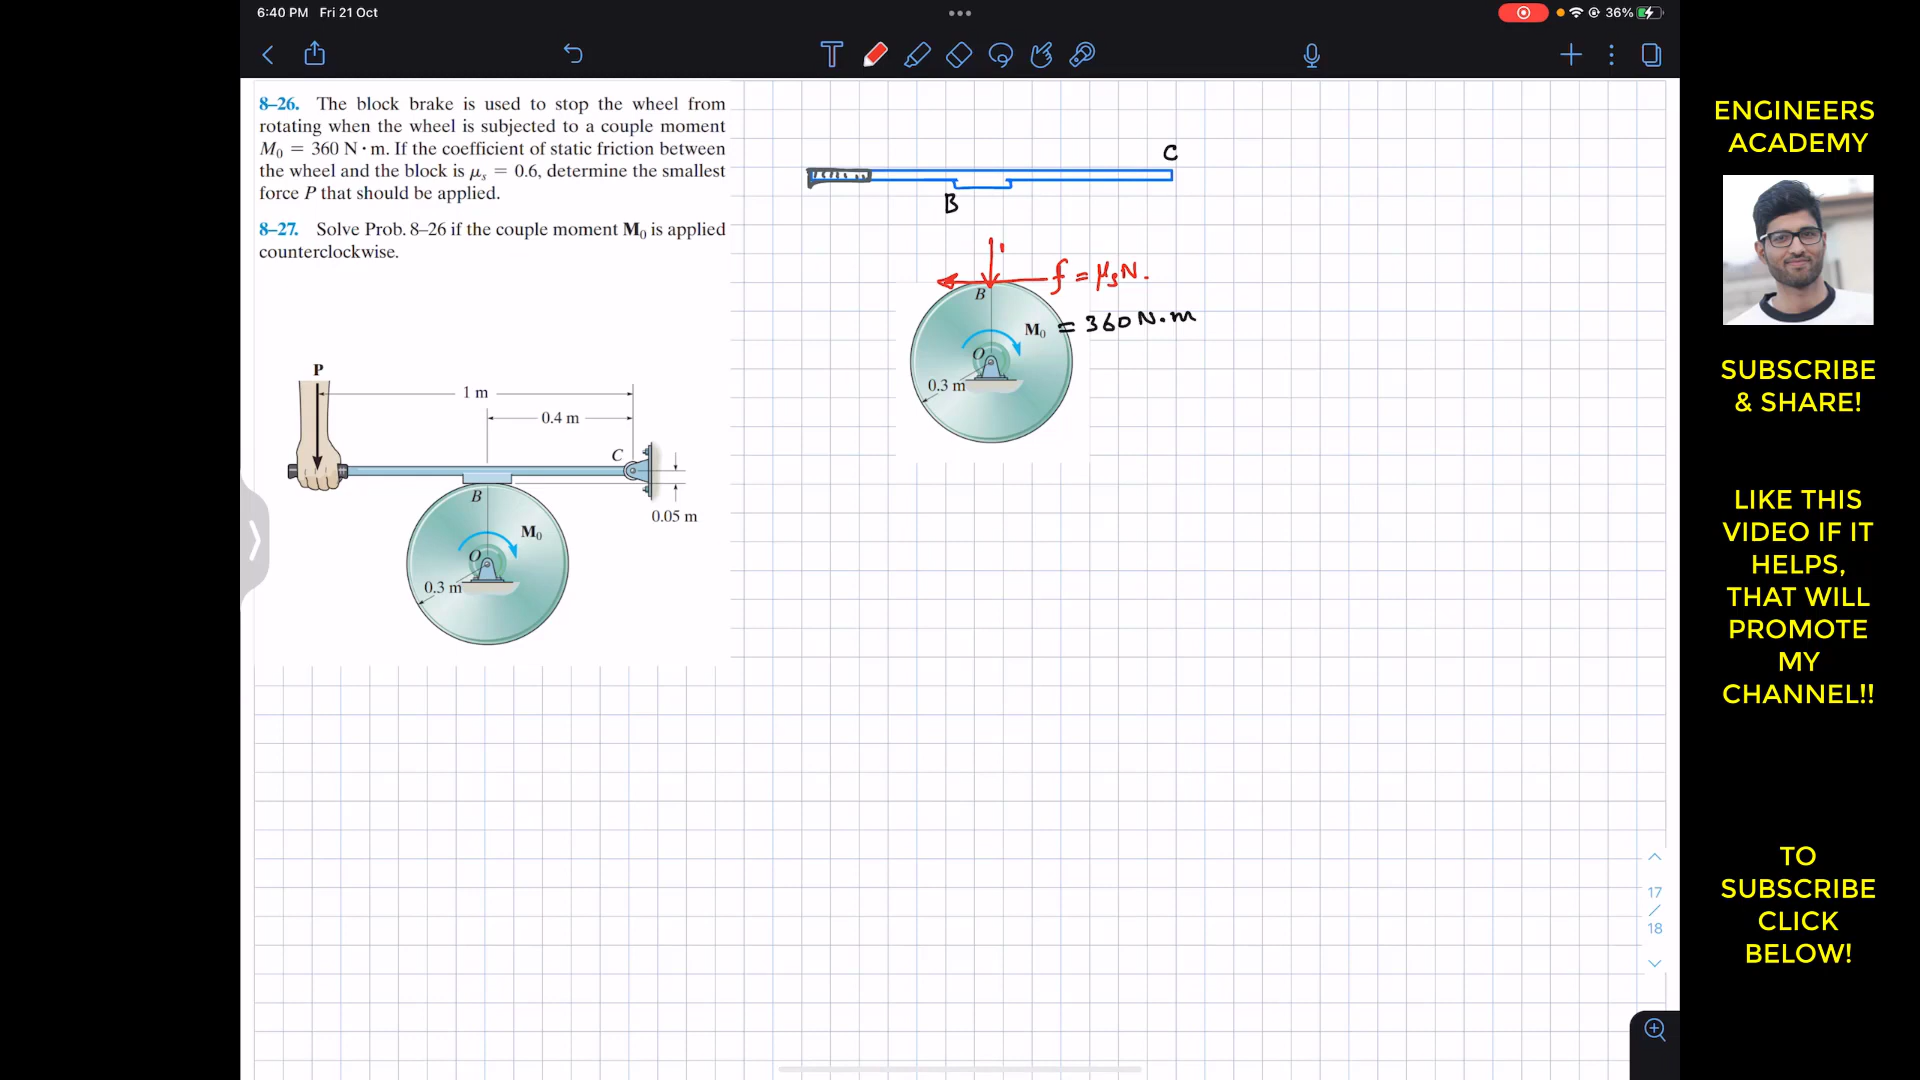 6:40 PM Fri 21 Oct
36%
8–26. The block brake is used to stop the wheel from
rotating when the wheel is subjected to a couple moment
M₀ = 360 N · m. If the coefficient of static friction between
the wheel and the block is μₛ = 0.6, determine the smallest
force P that should be applied.
8–27. Solve Prob. 8–26 if the couple moment M₀ is applied
counterclockwise.
P
1 m
0.4 m
C
B
0.05 m
M₀
O
0.3 m
C
B
f = μₛN.
B
M₀ = 360 N·m
O
0.3 m
17
/
18
ENGINEERS
ACADEMY
SUBSCRIBE
& SHARE!
LIKE THIS
VIDEO IF IT
HELPS,
THAT WILL
PROMOTE
MY
CHANNEL!!
TO
SUBSCRIBE
CLICK
BELOW!